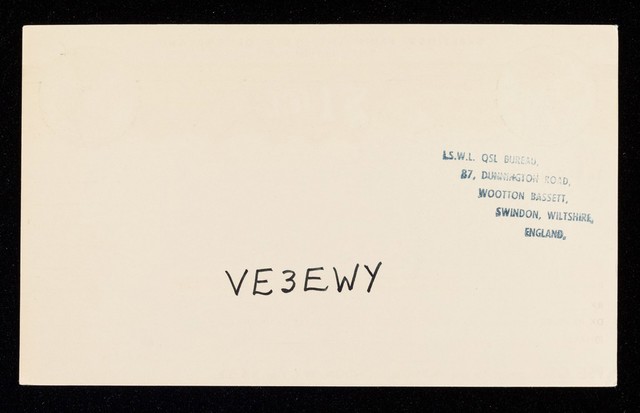 I.S.W.L. QSL BUREAU,
87, DUNNINGTON ROAD,
WOOTTON BASSETT,
SWINDON, WILTSHIRE,
ENGLAND.
VE3EWY